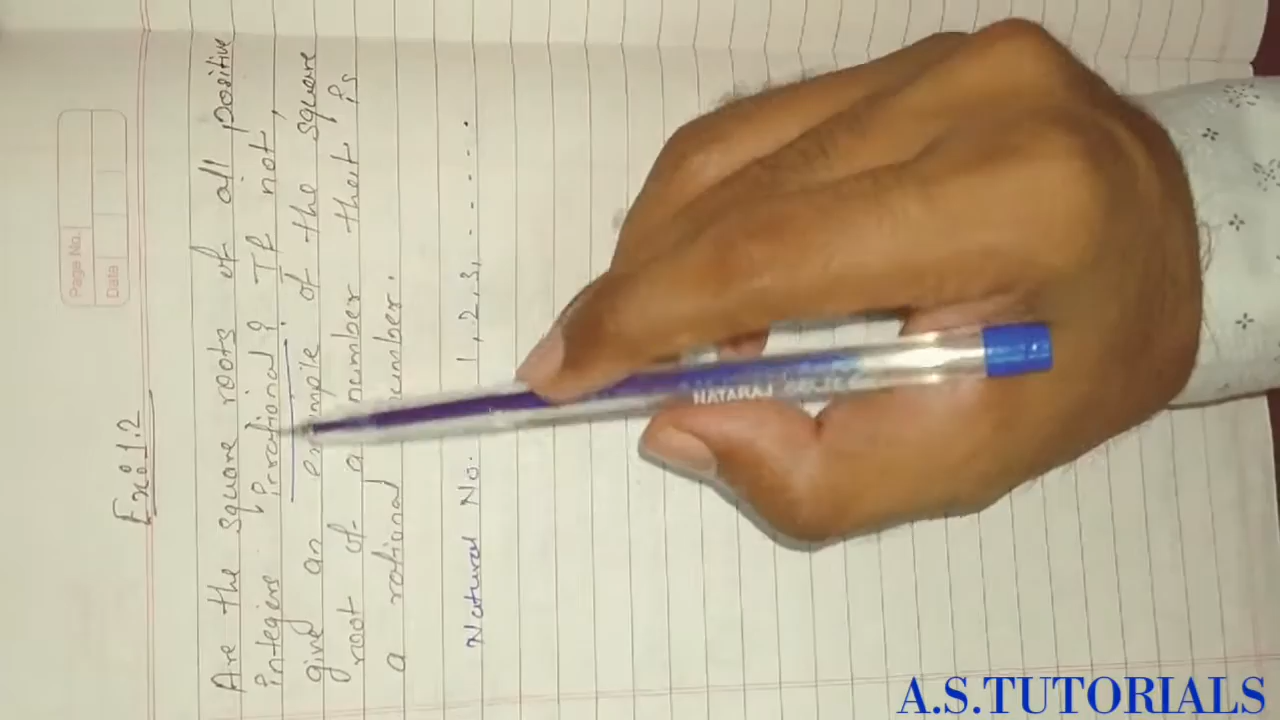 Page No.
Date
Exe 1.2
Are the square roots of all positive
integers irrational ? If not,
give an example of the square
root of a number that is
a rational number.
Natural No. 1,2,3, - - - - - -
NATARAJ
A.S.TUTORIALS